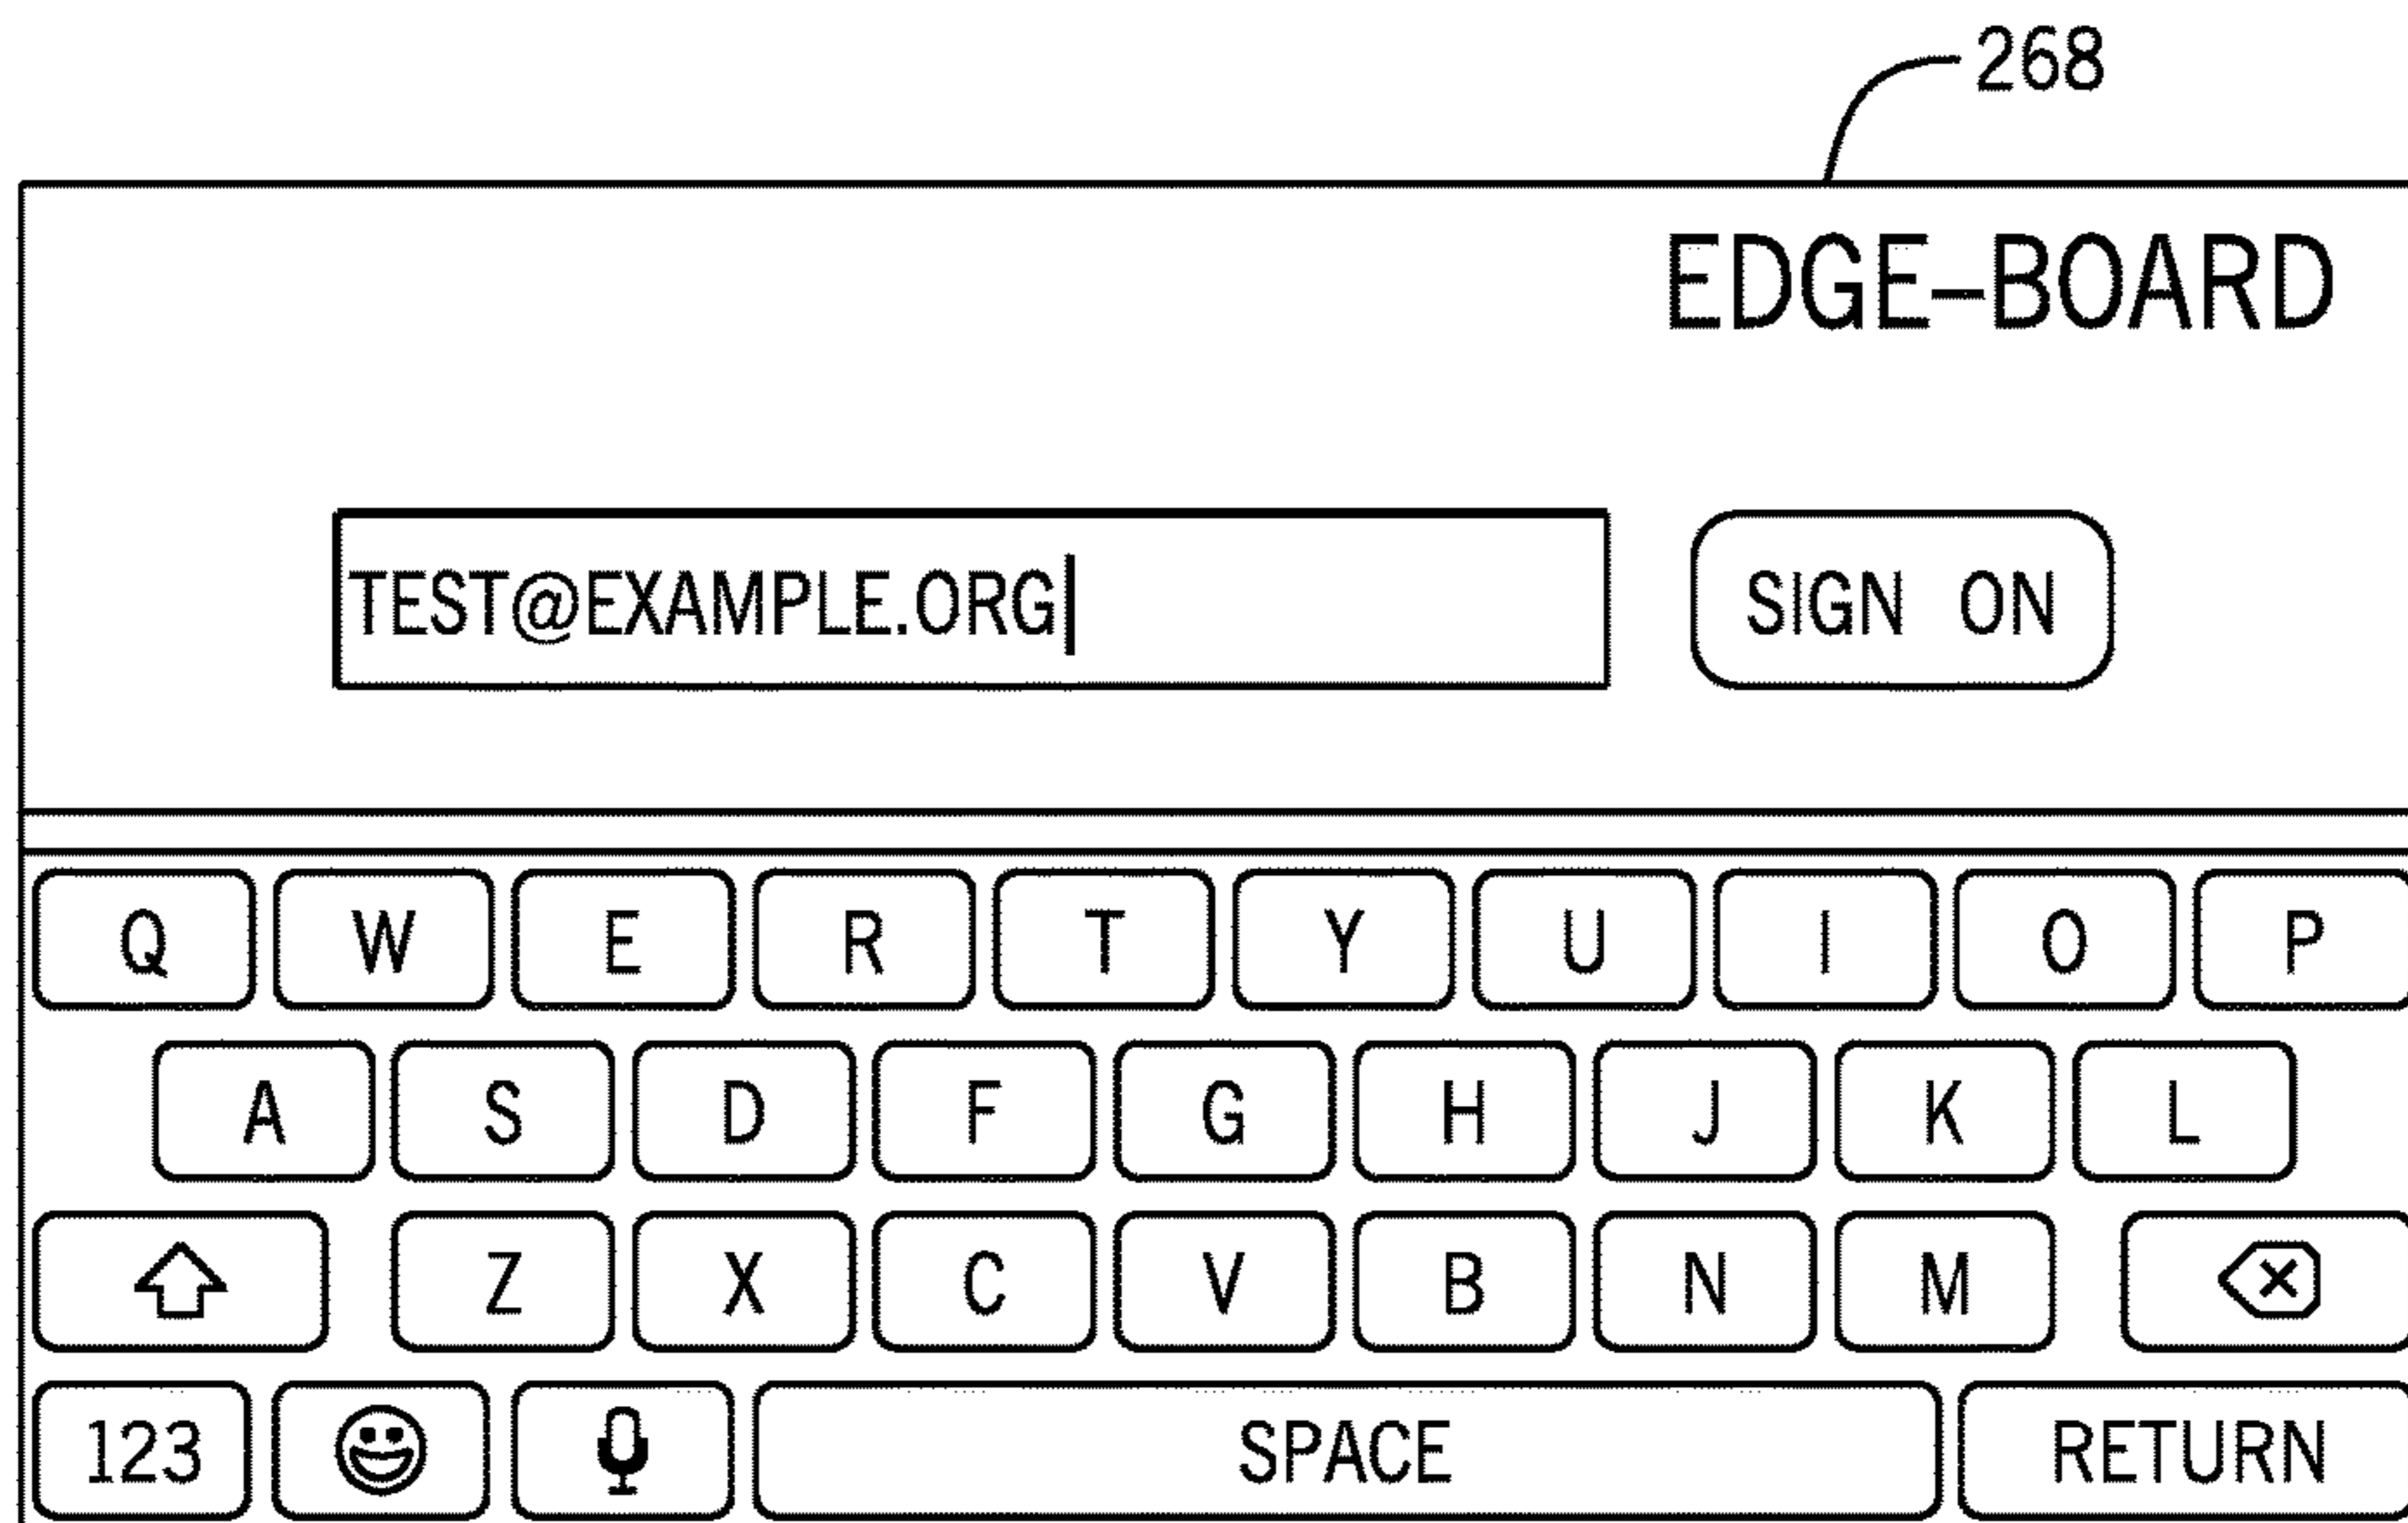 268
EDGE–BOARD
TEST@EXAMPLE.ORG
SIGN ON
Q W E R T Y U I O P
A S D F G H J K L
Z X C V B N M
123 SPACE RETURN